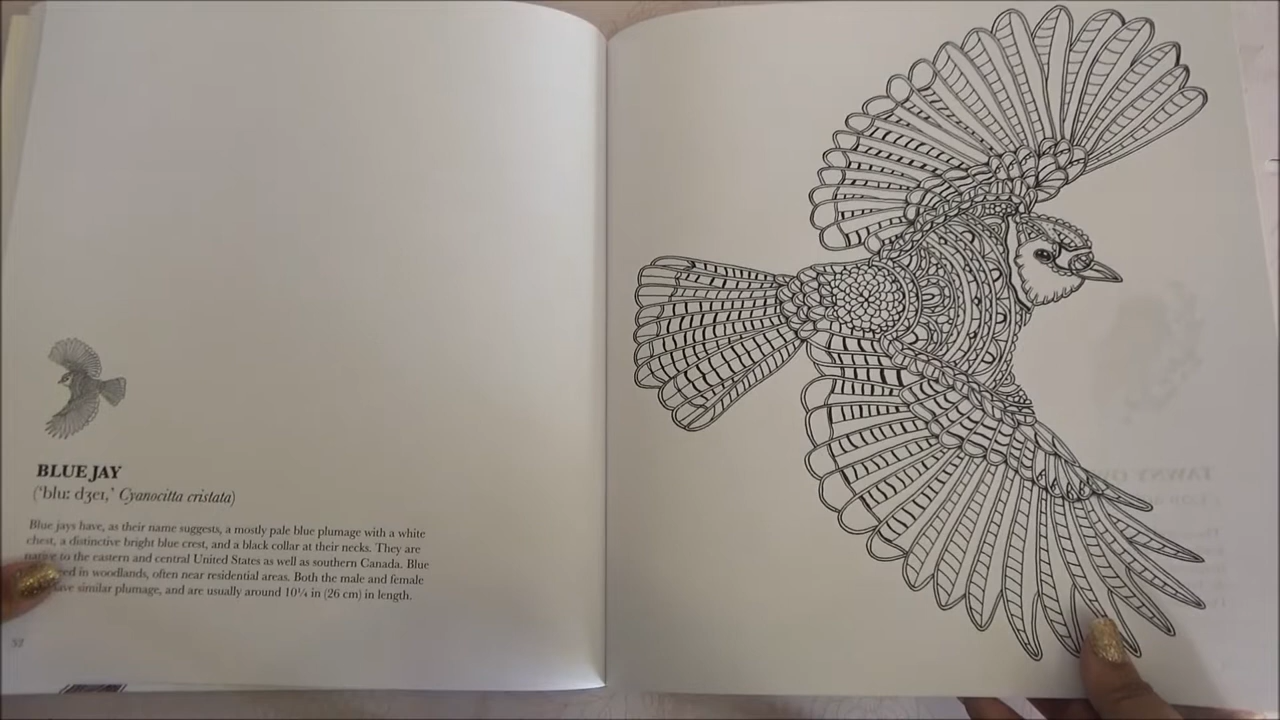 BLUE JAY
('blu: dʒeɪ,' Cyanocitta cristata)
Blue jays have, as their name suggests, a mostly pale blue plumage with a white
chest, a distinctive bright blue crest, and a black collar at their necks. They are
native to the eastern and central United States as well as southern Canada. Blue
in woodlands, often near residential areas. Both the male and female
have similar plumage, and are usually around 10¼ in (26 cm) in length.
TAWNY